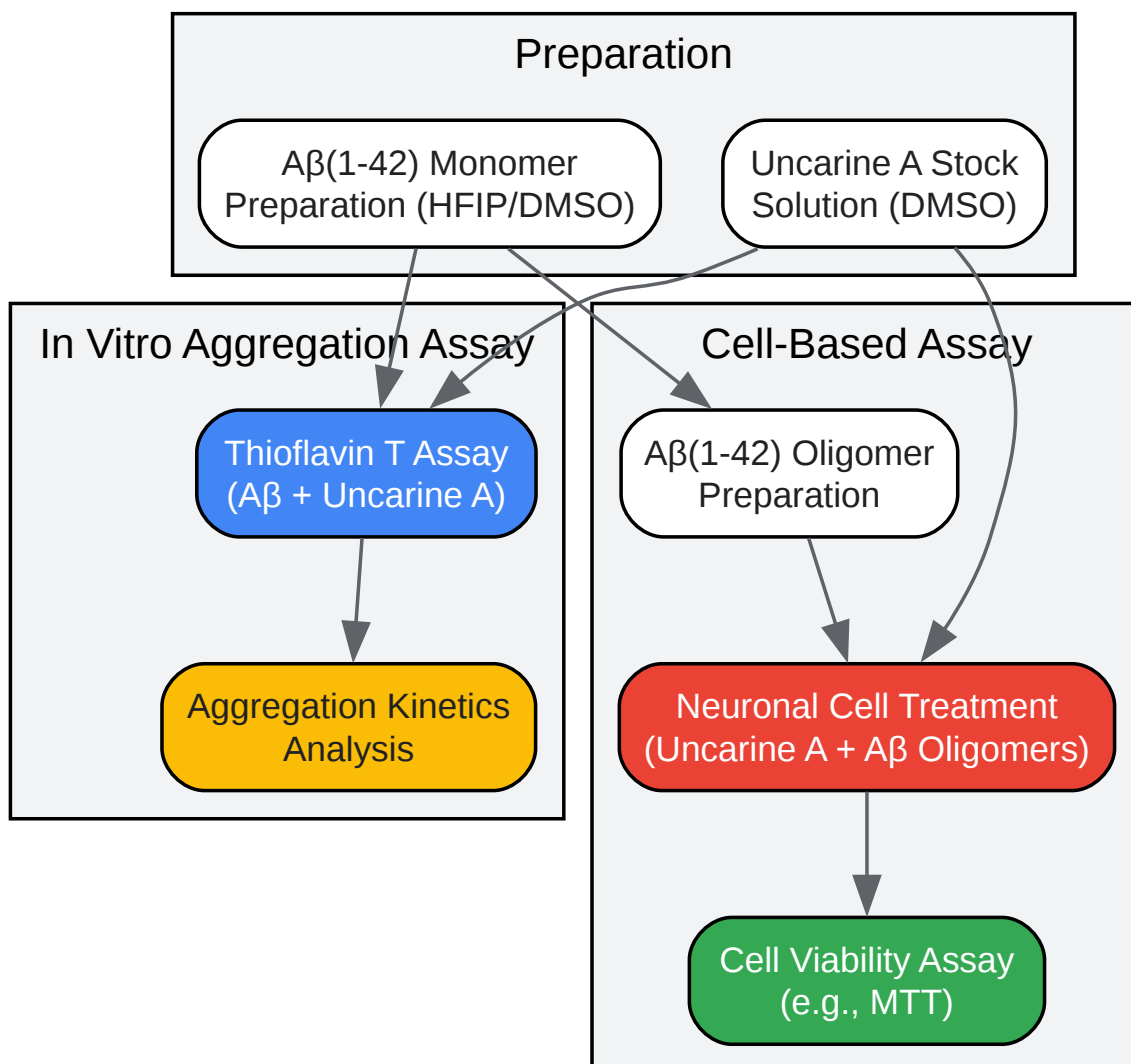 Preparation
Aβ(1-42) Monomer
Preparation (HFIP/DMSO)
Uncarine A Stock
Solution (DMSO)
In Vitro Aggregation Assay
Thioflavin T Assay
(Aβ + Uncarine A)
Aggregation Kinetics
Analysis
Cell-Based Assay
Aβ(1-42) Oligomer
Preparation
Neuronal Cell Treatment
(Uncarine A + Aβ Oligomers)
Cell Viability Assay
(e.g., MTT)